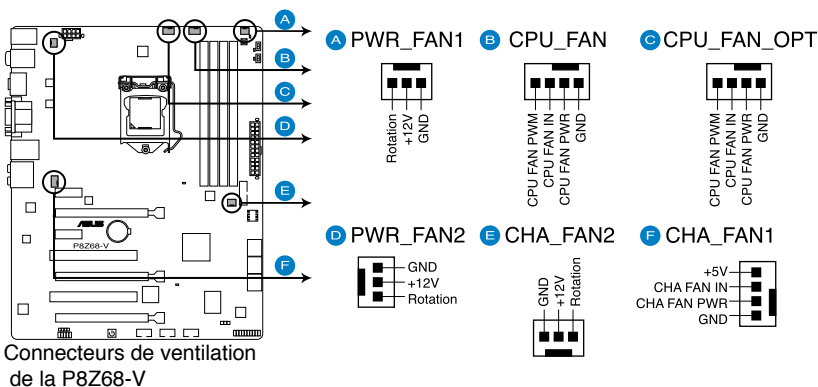 A
B
C
D
E
F
ASUS
P8Z68-V
A PWR_FAN1
Rotation
+12V
GND
B CPU_FAN
CPU FAN PWM
CPU FAN IN
CPU FAN PWR
GND
C CPU_FAN_OPT
CPU FAN PWM
CPU FAN IN
CPU FAN PWR
GND
D PWR_FAN2
GND
+12V
Rotation
E CHA_FAN2
GND
+12V
Rotation
F CHA_FAN1
+5V
CHA FAN IN
CHA FAN PWR
GND
Connecteurs de ventilation
de la P8Z68-V